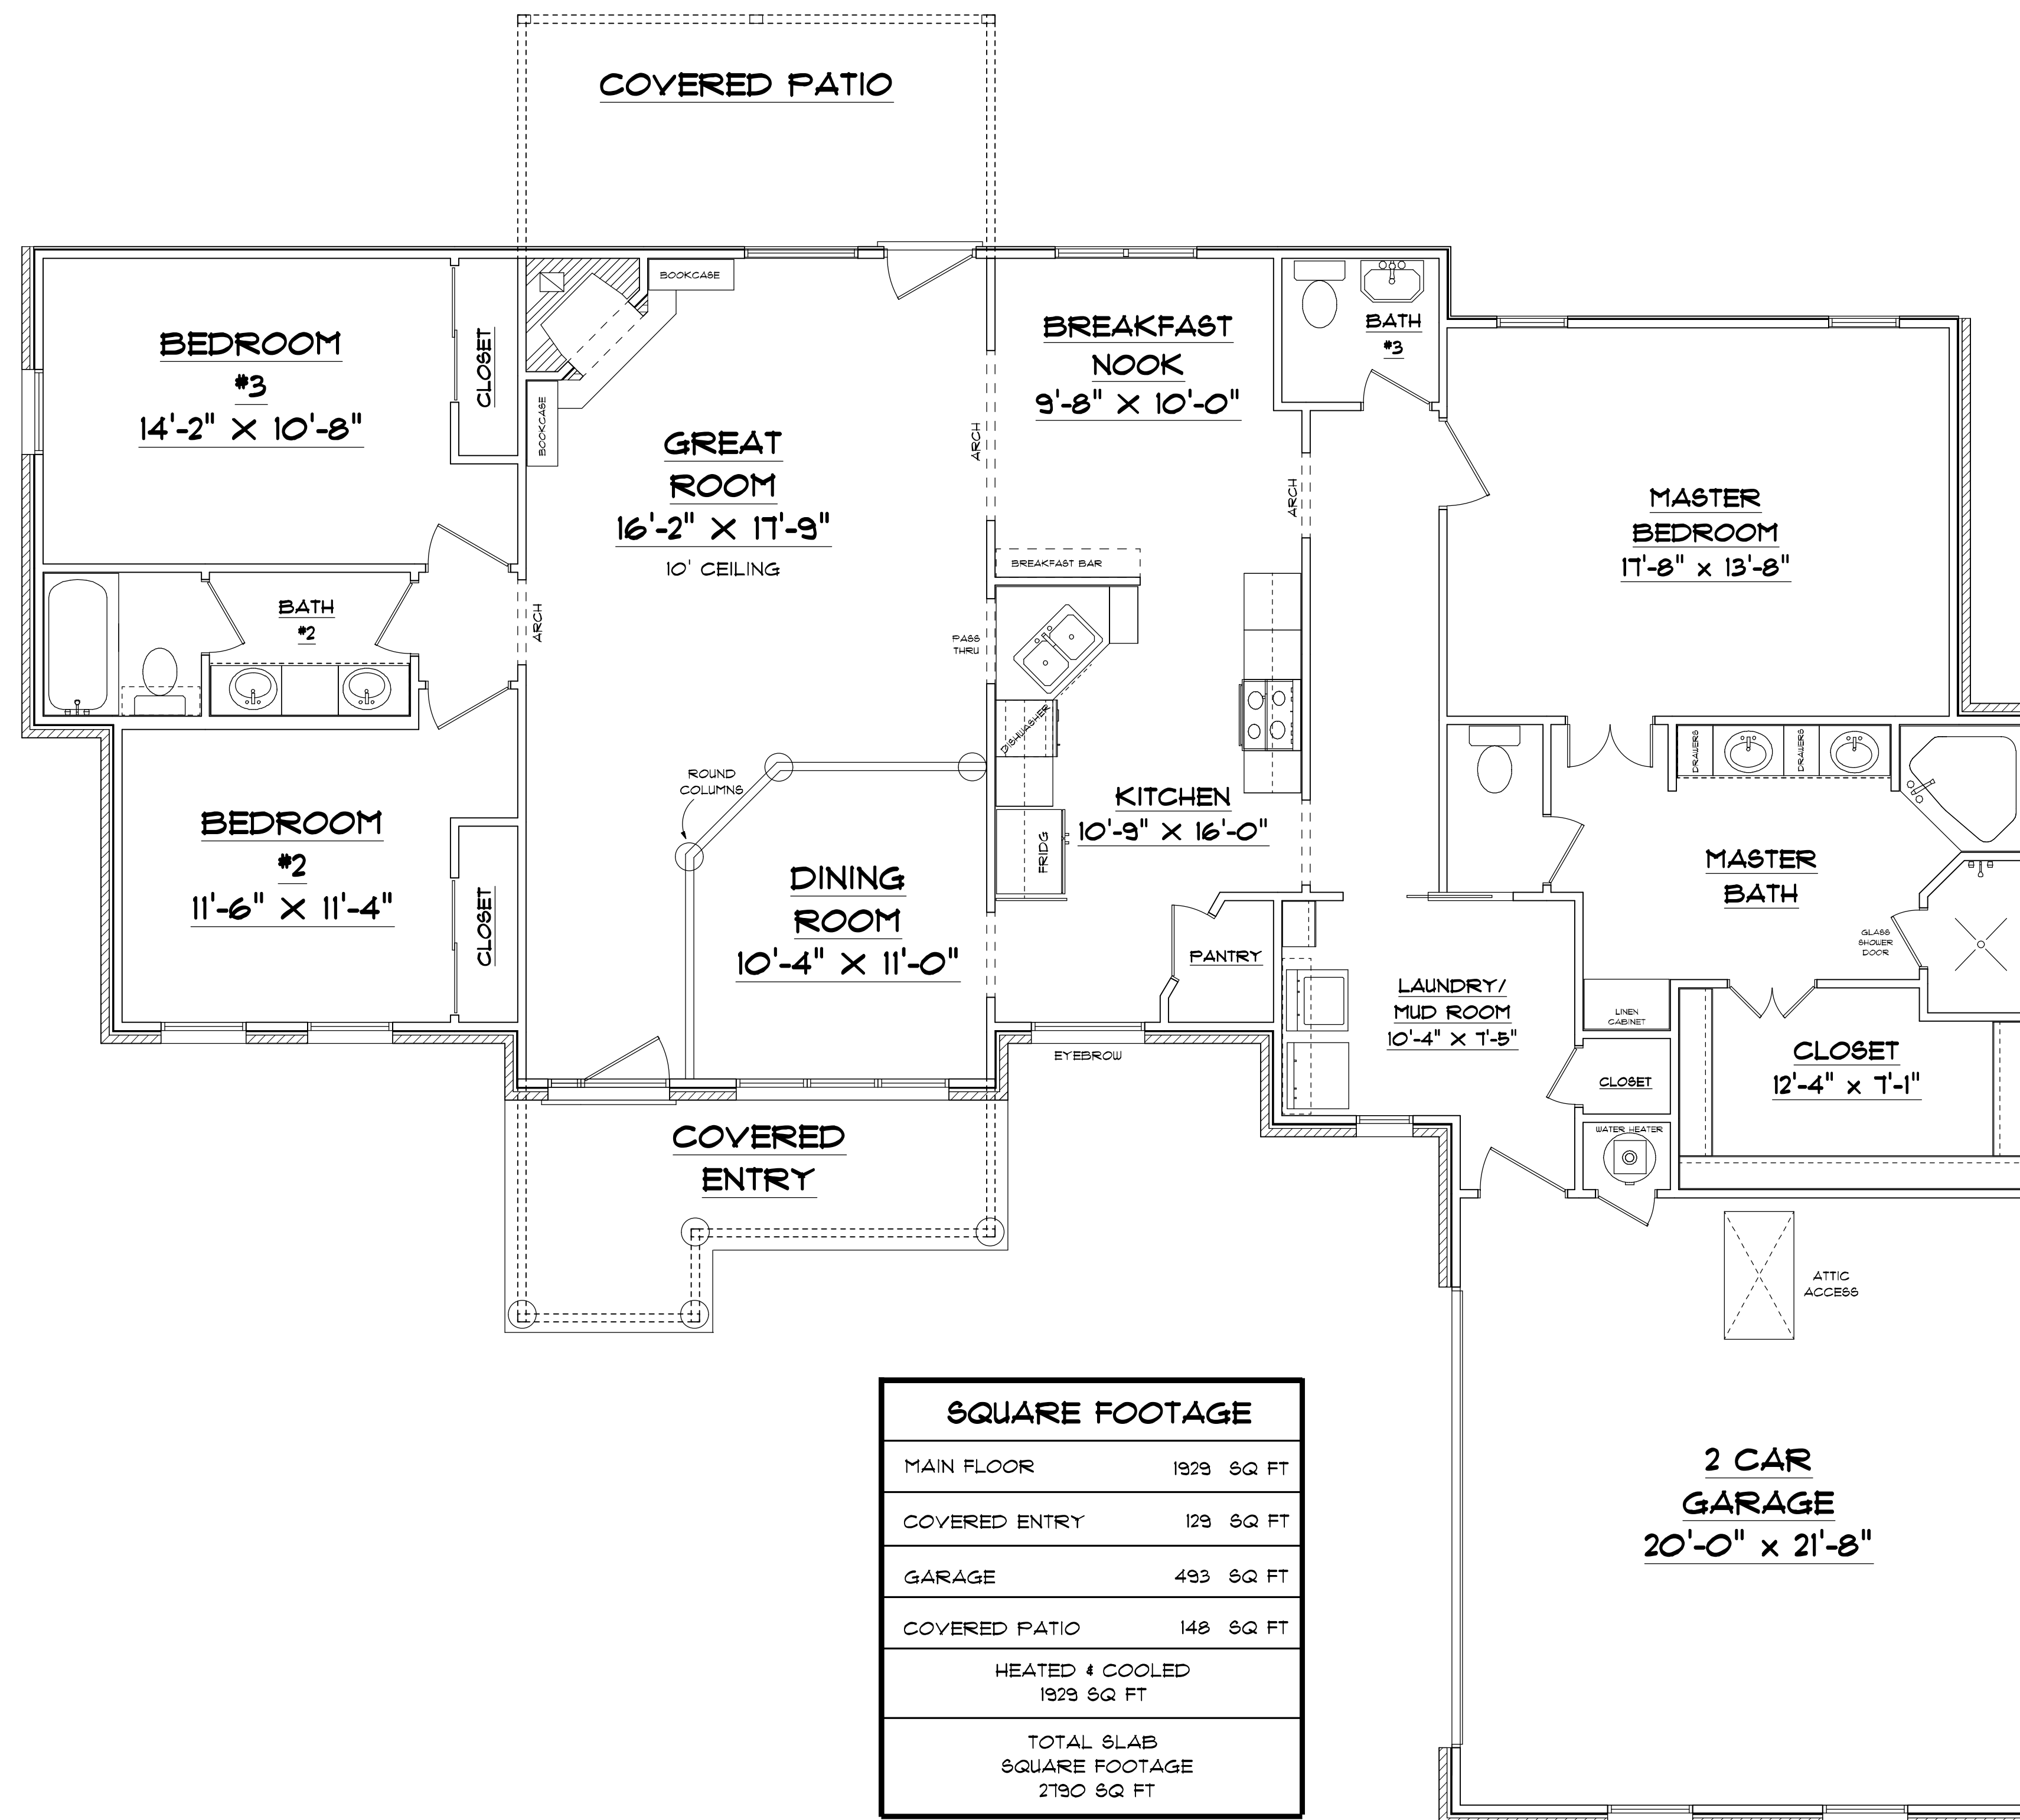 COVERED PATIO
BEDROOM
#3
14'-2" X 10'-8"
CLOSET
BOOKCASE
BOOKCASE
GREAT
ROOM
16'-2" X 17'-9"
10' CEILING
ARCH
BREAKFAST
NOOK
9'-8" X 10'-0"
ARCH
BREAKFAST BAR
BATH
#3
MASTER
BEDROOM
17'-8" x 13'-8"
BATH
#2
ARCH
PASS
THRU
DISHWASHER
FRIDG
KITCHEN
10'-9" X 16'-0"
DRAWERS
DRAWERS
BEDROOM
#2
11'-6" X 11'-4"
CLOSET
ROUND
COLUMNS
DINING
ROOM
10'-4" X 11'-0"
PANTRY
MASTER
BATH
GLASS
SHOWER
DOOR
LAUNDRY/
MUD ROOM
10'-4" X 7'-5"
LINEN
CABINET
CLOSET
CLOSET
12'-4" x 7'-1"
EYEBROW
WATER HEATER
COVERED
ENTRY
ATTIC
ACCESS
2 CAR
GARAGE
20'-0" x 21'-8"
SQUARE FOOTAGE
MAIN FLOOR 1929 SQ FT
COVERED ENTRY 129 SQ FT
GARAGE 493 SQ FT
COVERED PATIO 148 SQ FT
HEATED & COOLED
1929 SQ FT
TOTAL SLAB
SQUARE FOOTAGE
2790 SQ FT